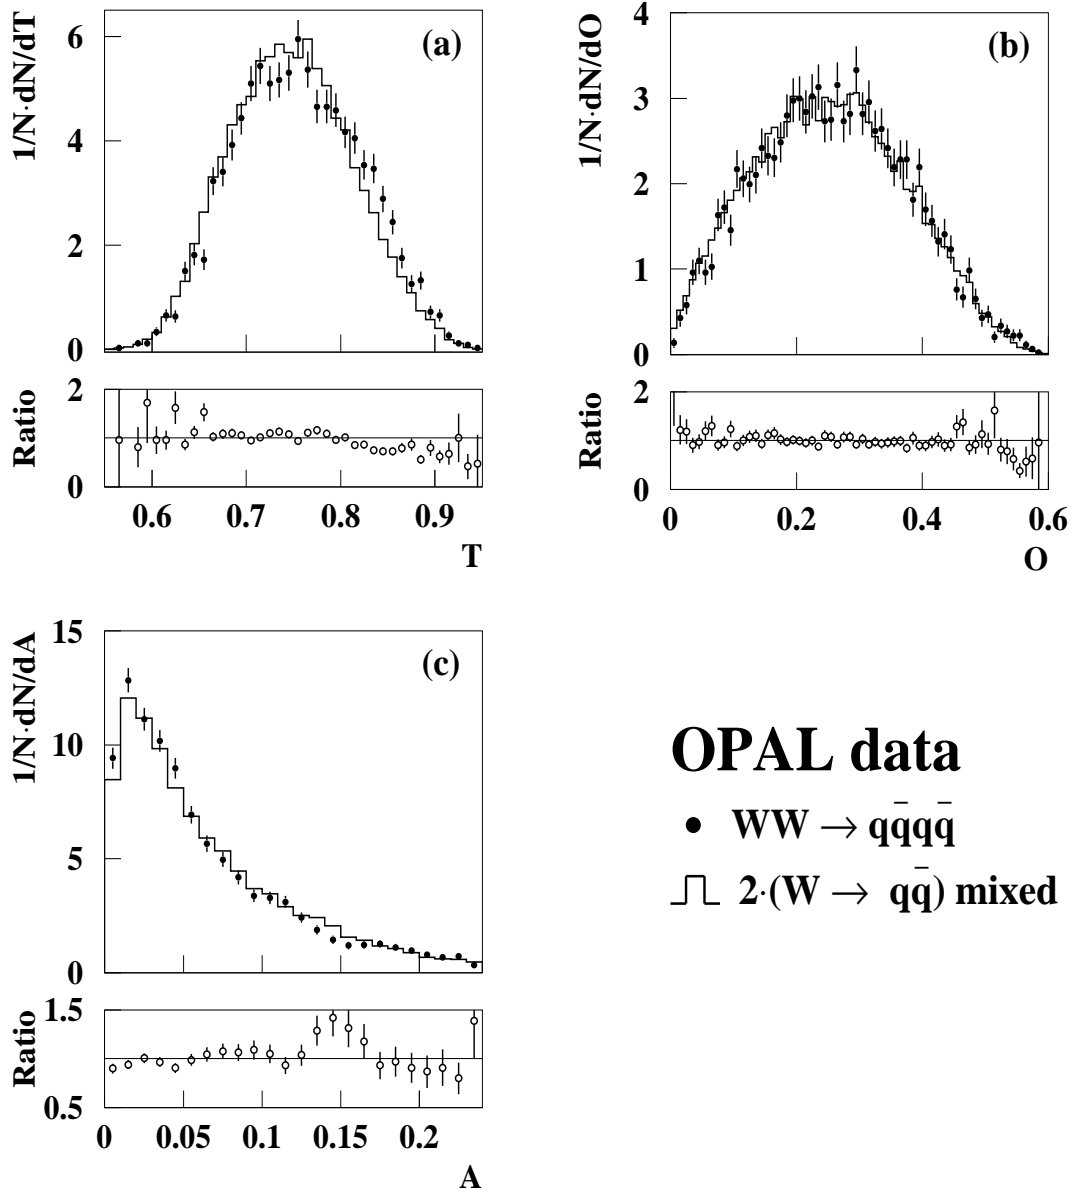 (a)
1/N·dN/dT
6
4
2
0
Ratio
2
1
0
0.6 0.7 0.8 0.9
T
(b)
1/N·dN/dO
4
3
2
1
0
Ratio
2
1
0
0 0.2 0.4 0.6
O
(c)
1/N·dN/dA
15
10
5
0
Ratio
1.5
1
0.5
0 0.05 0.1 0.15 0.2
A
OPAL data
● WW → qq̄qq̄
2·(W → qq̄) mixed